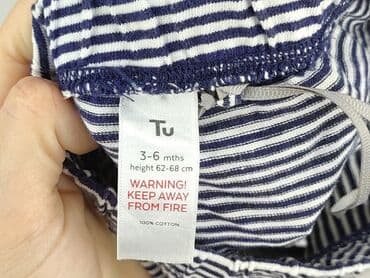 Tu
3-6 mths
height 62-68 cm
WARNING!
KEEP AWAY
FROM FIRE
100% COTTON